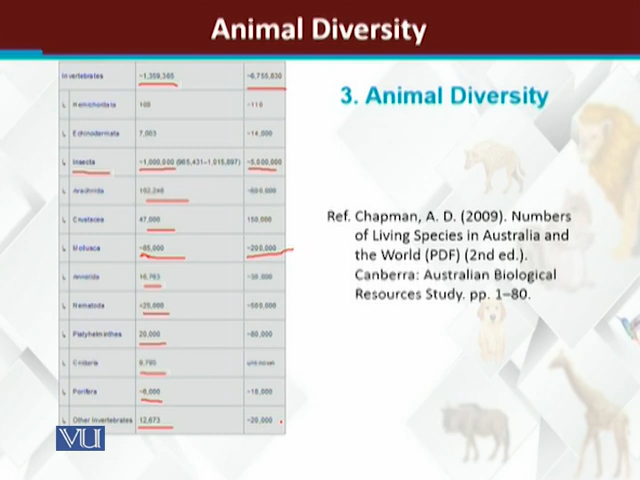 Animal Diversity
Invertebrates ~1,359,365 ~6,755,830
Hemichordata 108 ~110
Echinodermata 7,003 ~14,000
Insecta ~1,000,000 (965,431–1,015,897) ~5,000,000
Arachnida 102,248 ~600,000
Crustacea 47,000 150,000
Mollusca ~85,000 ~200,000
Annelida 16,763 ~30,000
Nematoda <25,000 ~500,000
Platyhelminthes 20,000 ~80,000
Cnidaria 9,795 unknown
Porifera ~6,000 ~18,000
Other Invertebrates 12,673 ~20,000
3. Animal Diversity
Ref. Chapman, A. D. (2009). Numbers
of Living Species in Australia and
the World (PDF) (2nd ed.).
Canberra: Australian Biological
Resources Study. pp. 1–80.
VU